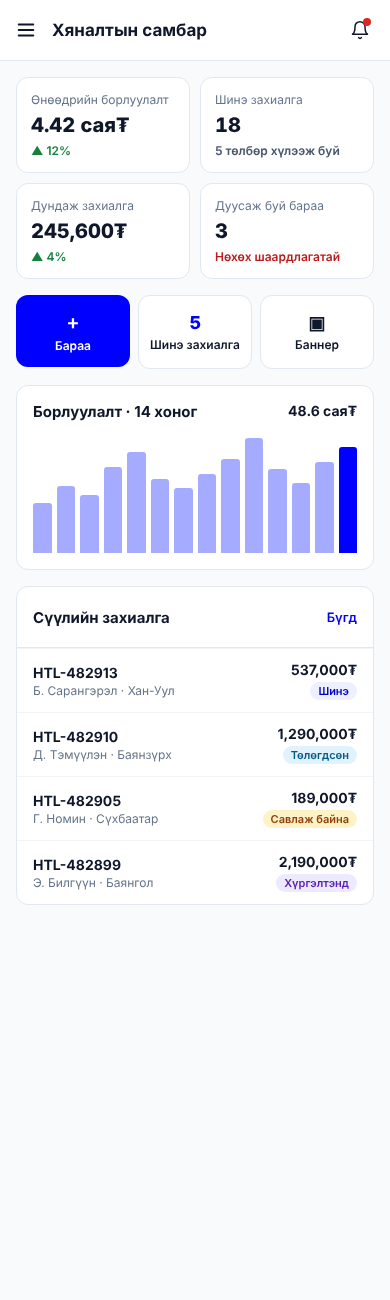 Хяналтын самбар
Өнөөдрийн борлуулалт
4.42 сая₮
▲ 12%
Шинэ захиалга
18
5 төлбөр хүлээж буй
Дундаж захиалга
245,600₮
▲ 4%
Дуусаж буй бараа
3
Нөхөх шаардлагатай
+
Бараа
5
Шинэ захиалга
▣
Баннер
Борлуулалт · 14 хоног
48.6 сая₮
Сүүлийн захиалга
Бүгд
HTL-482913
537,000₮
Б. Сарангэрэл · Хан-Уул
Шинэ
HTL-482910
1,290,000₮
Д. Тэмүүлэн · Баянзүрх
Төлөгдсөн
HTL-482905
189,000₮
Г. Номин · Сүхбаатар
Савлаж байна
HTL-482899
2,190,000₮
Э. Билгүүн · Баянгол
Хүргэлтэнд